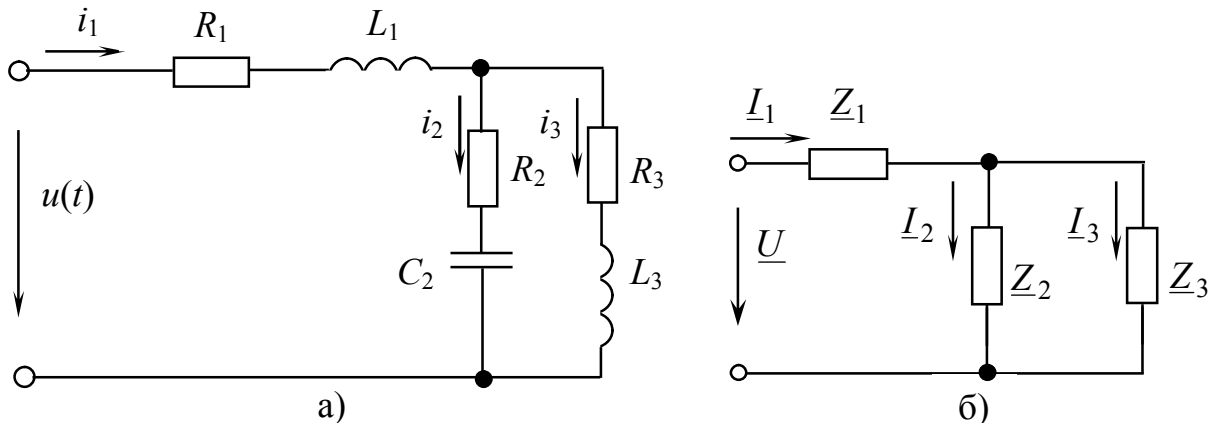 i1
R1
L1
i2
i3
R2
R3
u(t)
C2
L3
а)
I1
Z1
U
I2
I3
Z2
Z3
б)